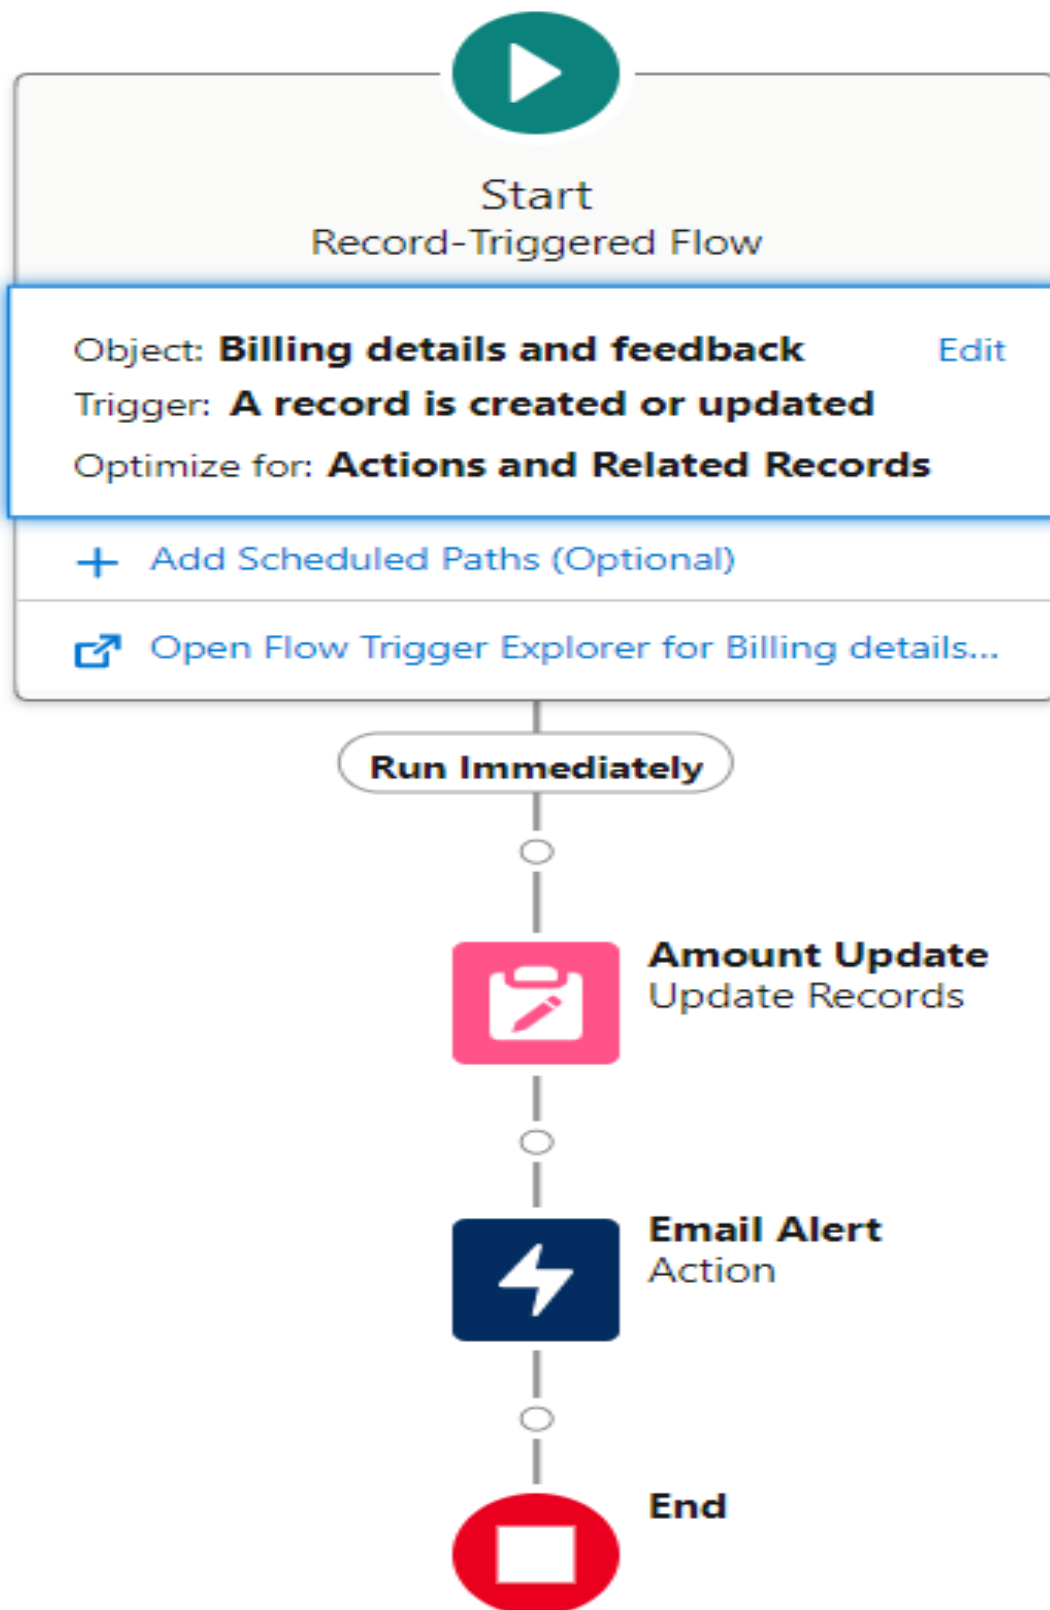 Start
Record-Triggered Flow
Object: Billing details and feedback Edit
Trigger: A record is created or updated
Optimize for: Actions and Related Records
Add Scheduled Paths (Optional)
Open Flow Trigger Explorer for Billing details...
Run Immediately
Amount Update
Update Records
Email Alert
Action
End